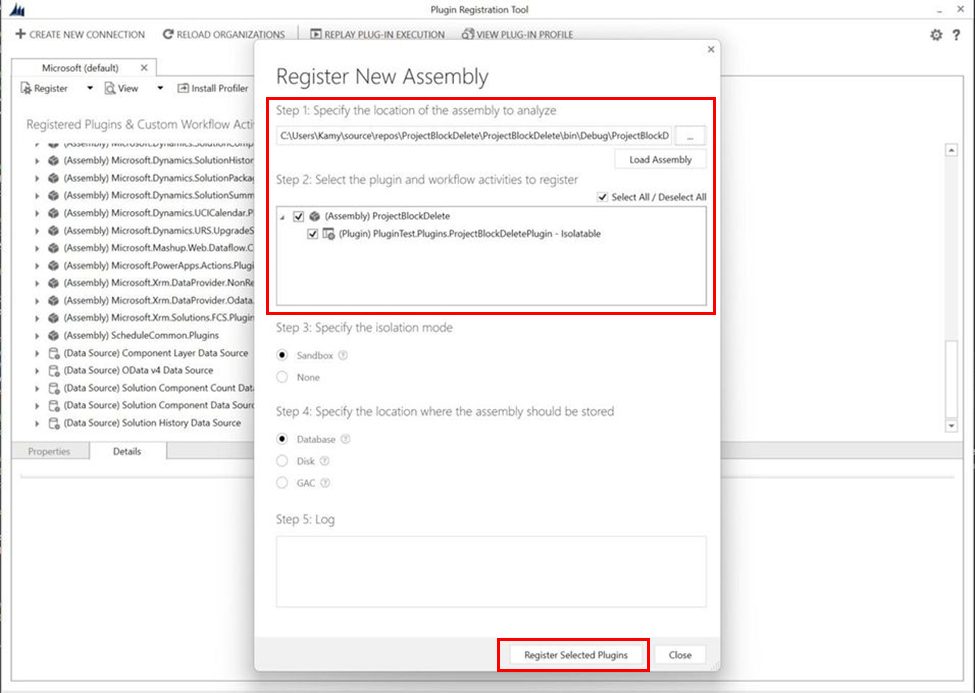 Plugin Registration Tool
CREATE NEW CONNECTION
RELOAD ORGANIZATIONS
REPLAY PLUG-IN EXECUTION
VIEW PLUG-IN PROFILE
Microsoft (default)
Register
View
Install Profiler
Registered Plugins & Custom Workflow Acti
(Assembly) Microsoft.Dynamics.SolutionHistor
(Assembly) Microsoft.Dynamics.SolutionPacka
(Assembly) Microsoft.Dynamics.SolutionSumm
(Assembly) Microsoft.Dynamics.UCICalendar.P
(Assembly) Microsoft.Dynamics.URS.UpgradeS
(Assembly) Microsoft.Mashup.Web.Dataflow.C
(Assembly) Microsoft.PowerApps.Actions.Plugi
(Assembly) Microsoft.Xrm.DataProvider.NonRe
(Assembly) Microsoft.Xrm.DataProvider.Odata.
(Assembly) Microsoft.Xrm.Solutions.FCS.Plugin
(Assembly) ScheduleCommon.Plugins
(Data Source) Component Layer Data Source
(Data Source) OData v4 Data Source
(Data Source) Solution Component Count Data
(Data Source) Solution Component Data Sourc
(Data Source) Solution History Data Source
Properties
Details
Register New Assembly
Step 1: Specify the location of the assembly to analyze
C:\Users\Kamy\source\repos\ProjectBlockDelete\ProjectBlockDelete\bin\Debug\ProjectBlockD
...
Load Assembly
Step 2: Select the plugin and workflow activities to register
Select All / Deselect All
(Assembly) ProjectBlockDelete
(Plugin) PluginTest.Plugins.ProjectBlockDeletePlugin - Isolatable
Step 3: Specify the isolation mode
Sandbox
None
Step 4: Specify the location where the assembly should be stored
Database
Disk
GAC
Step 5: Log
Register Selected Plugins
Close